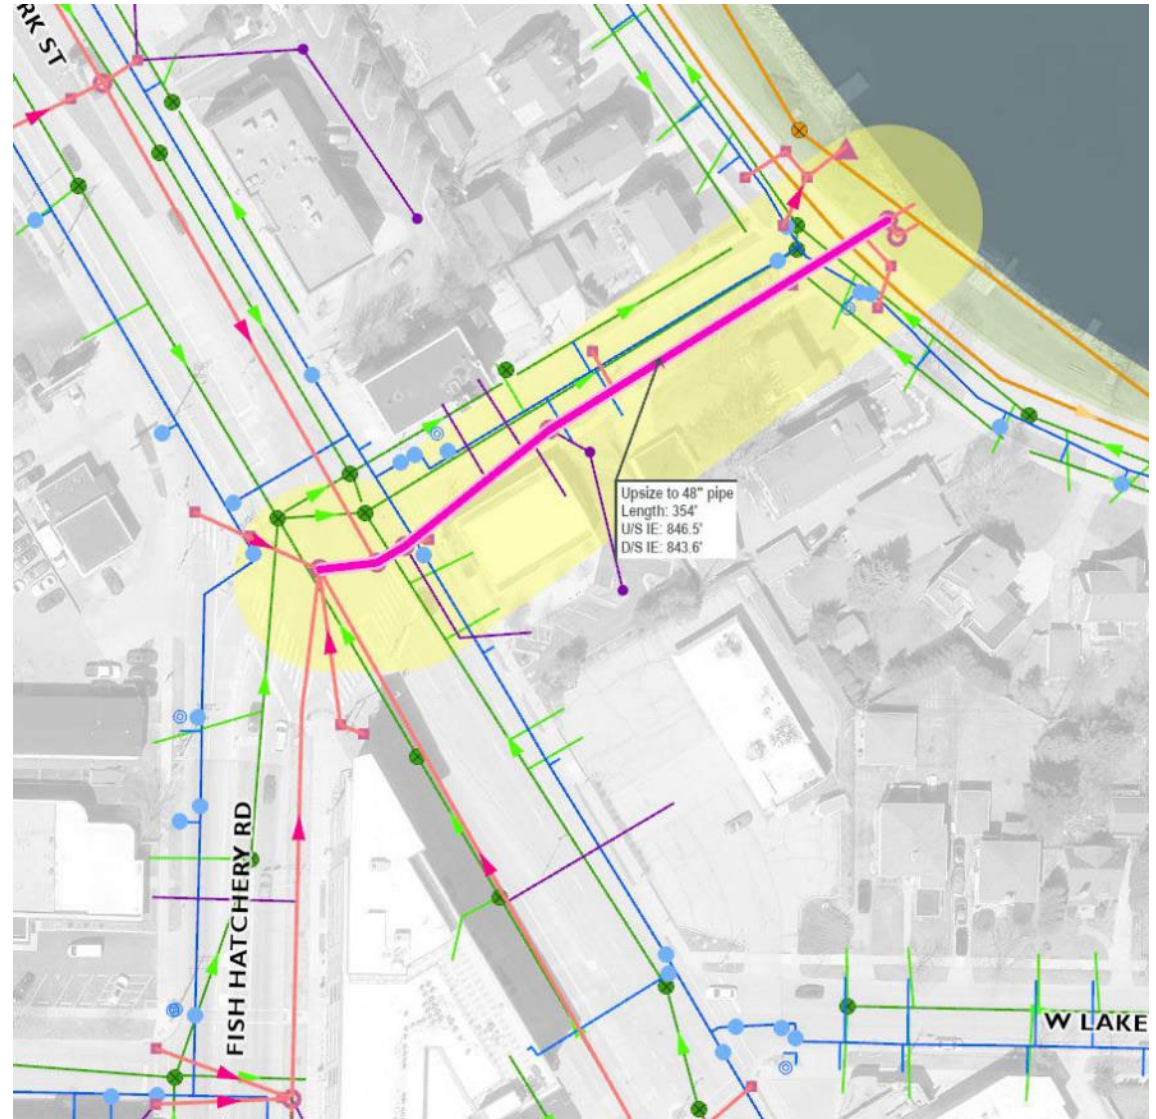 RK ST
Upsize to 48" pipe
Length: 354'
U/S IE: 846.5'
D/S IE: 843.6'
FISH HATCHERY RD
W LAKE